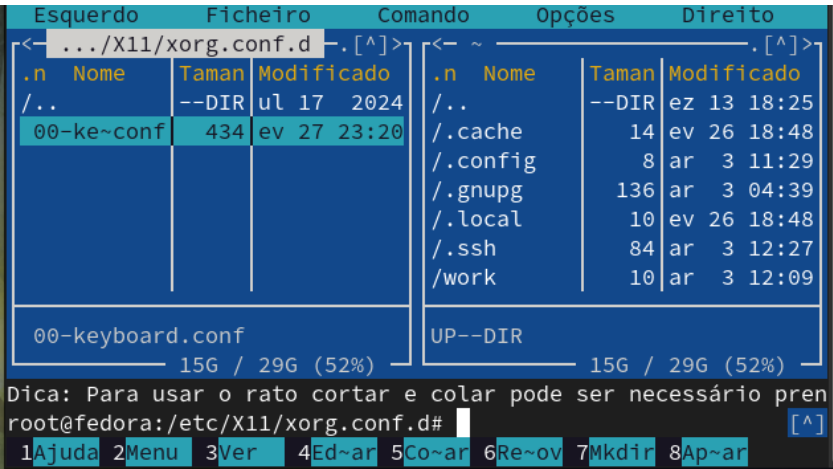 Esquerdo Ficheiro Comando Opções Direito
<─ .../X11/xorg.conf.d ─.[^]>
<─ ~ ─.[^]>
.n Nome Taman Modificado .n Nome Taman Modificado
/.. --DIR ul 17 2024 /.. --DIR ez 13 18:25
00-ke~conf 434 ev 27 23:20 /.cache 14 ev 26 18:48
/.config 8 ar 3 11:29
/.gnupg 136 ar 3 04:39
/.local 10 ev 26 18:48
/.ssh 84 ar 3 12:27
/work 10 ar 3 12:09
00-keyboard.conf UP--DIR
15G / 29G (52%) 15G / 29G (52%)
Dica: Para usar o rato cortar e colar pode ser necessário pren
root@fedora:/etc/X11/xorg.conf.d# [^]
1Ajuda 2Menu 3Ver 4Ed~ar 5Co~ar 6Re~ov 7Mkdir 8Ap~ar